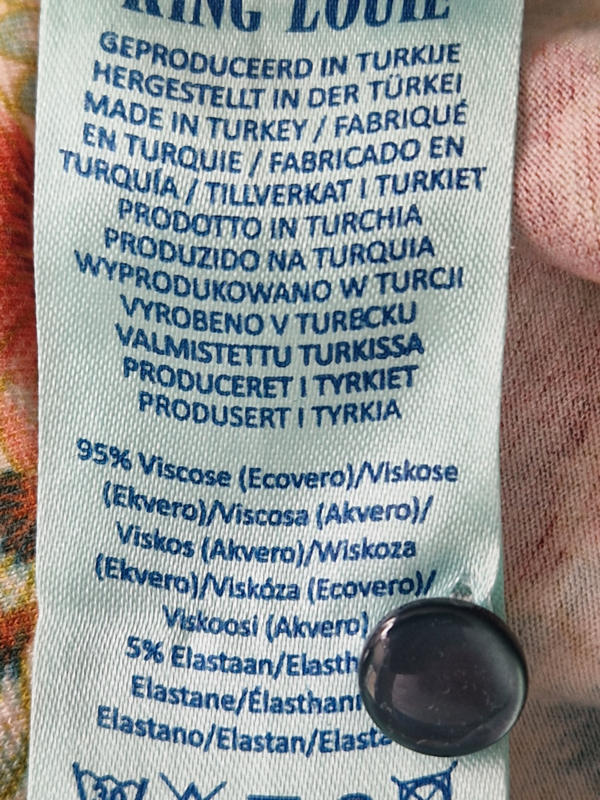 KING LOUIE
GEPRODUCEERD IN TURKIJE
HERGESTELLT IN DER TÜRKEI
MADE IN TURKEY / FABRIQUÉ
EN TURQUIE / FABRICADO EN
TURQUÍA / TILLVERKAT I TURKIET
PRODOTTO IN TURCHIA
PRODUZIDO NA TURQUIA
WYPRODUKOWANO W TURCJI
VYROBENO V TURECKU
VALMISTETTU TURKISSA
PRODUCERET I TYRKIET
PRODUSERT I TYRKIA
95% Viscose (Ecovero)/Viskose
(Ekvero)/Viscosa (Akvero)/
Viskos (Akvero)/Wiskoza
(Ekvero)/Viskóza (Ecovero)/
Viskoosi (Akvero)
5% Elastaan/Elasth
Elastane/Élasthan
Elastano/Elastan/Elasta
30